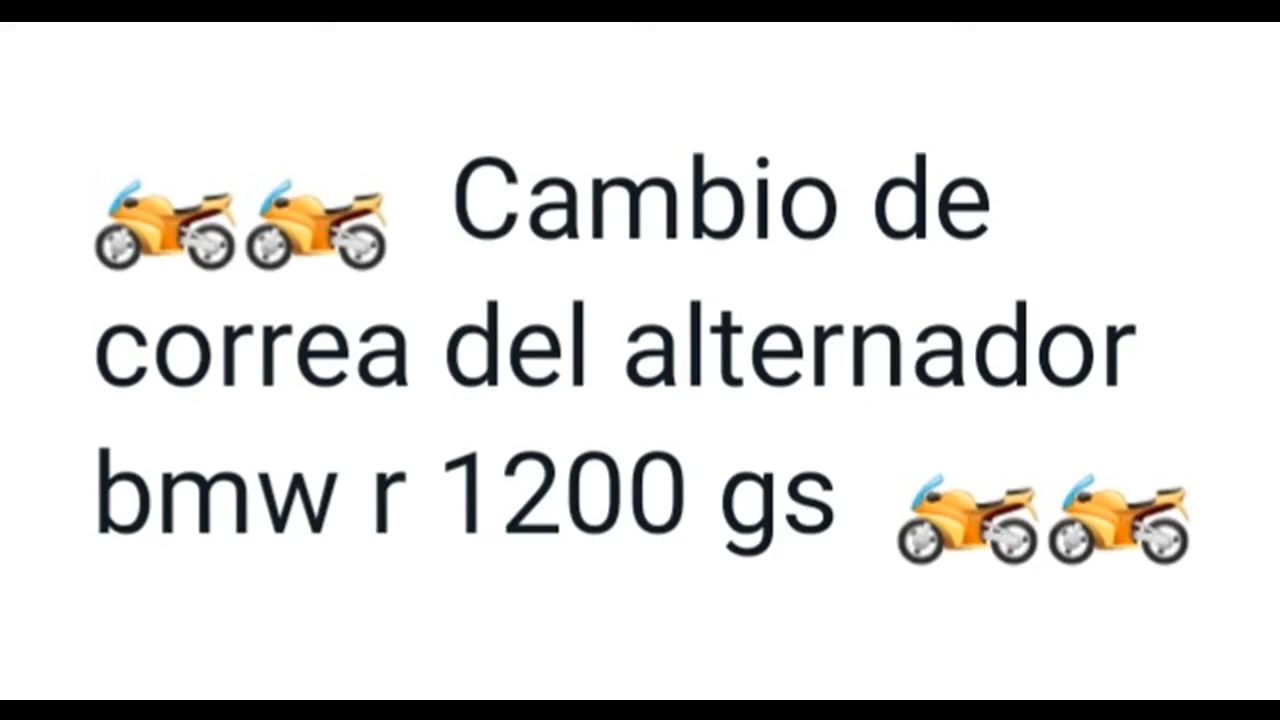 🏍️🏍️ Cambio de
correa del alternador
bmw r 1200 gs 🏍️🏍️